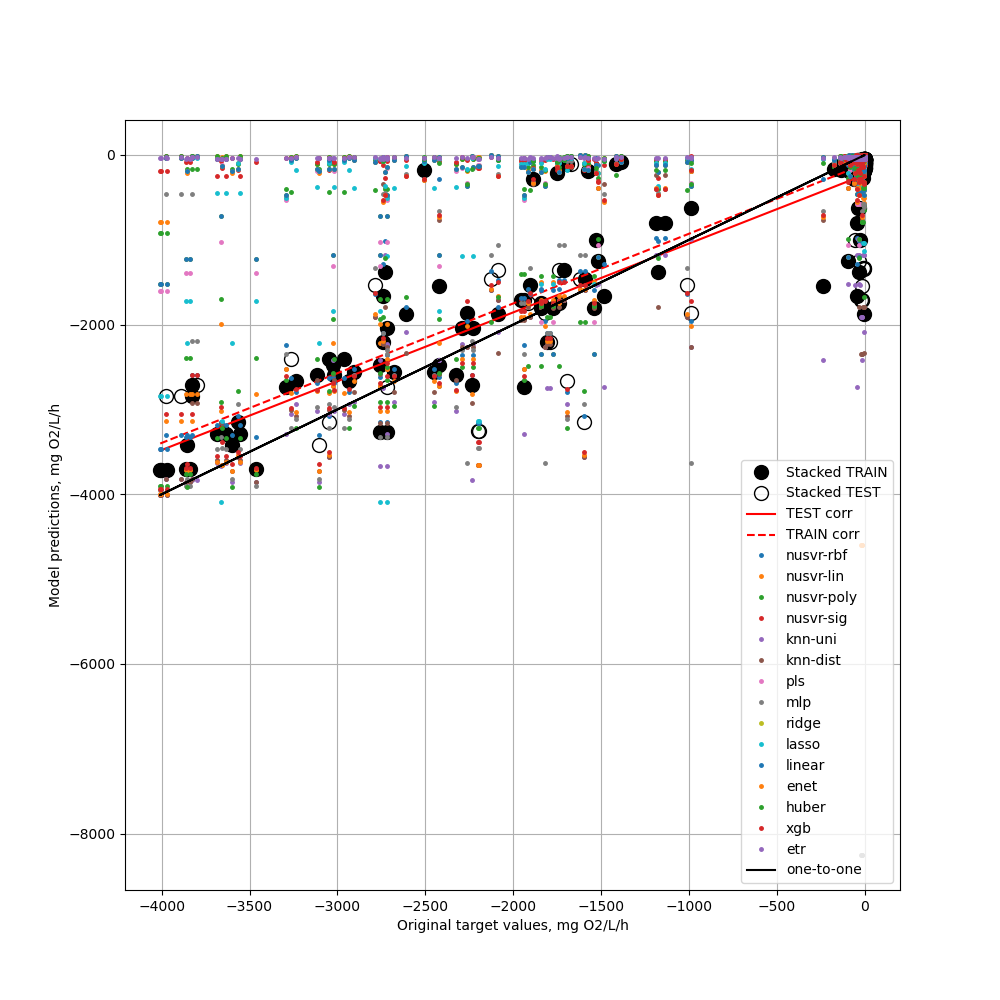 0
−2000
−4000
−6000
−8000
Model predictions, mg O2/L/h
−4000 −3500 −3000 −2500 −2000 −1500 −1000 −500 0
Original target values, mg O2/L/h
Stacked TRAIN
Stacked TEST
TEST corr
TRAIN corr
nusvr-rbf
nusvr-lin
nusvr-poly
nusvr-sig
knn-uni
knn-dist
pls
mlp
ridge
lasso
linear
enet
huber
xgb
etr
one-to-one